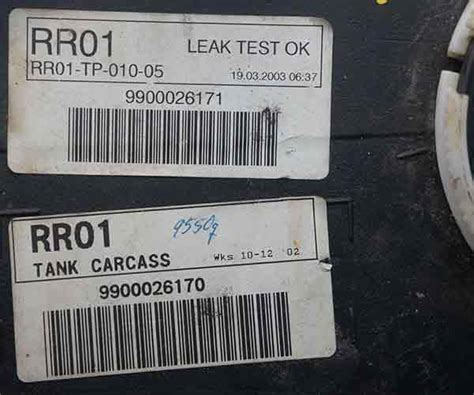 RR01 LEAK TEST OK
RR01-TP-010-05 19.03.2003 06:37
9900026171
RR01 9550g
TANK CARCASS Wks 10-12 '02
9900026170